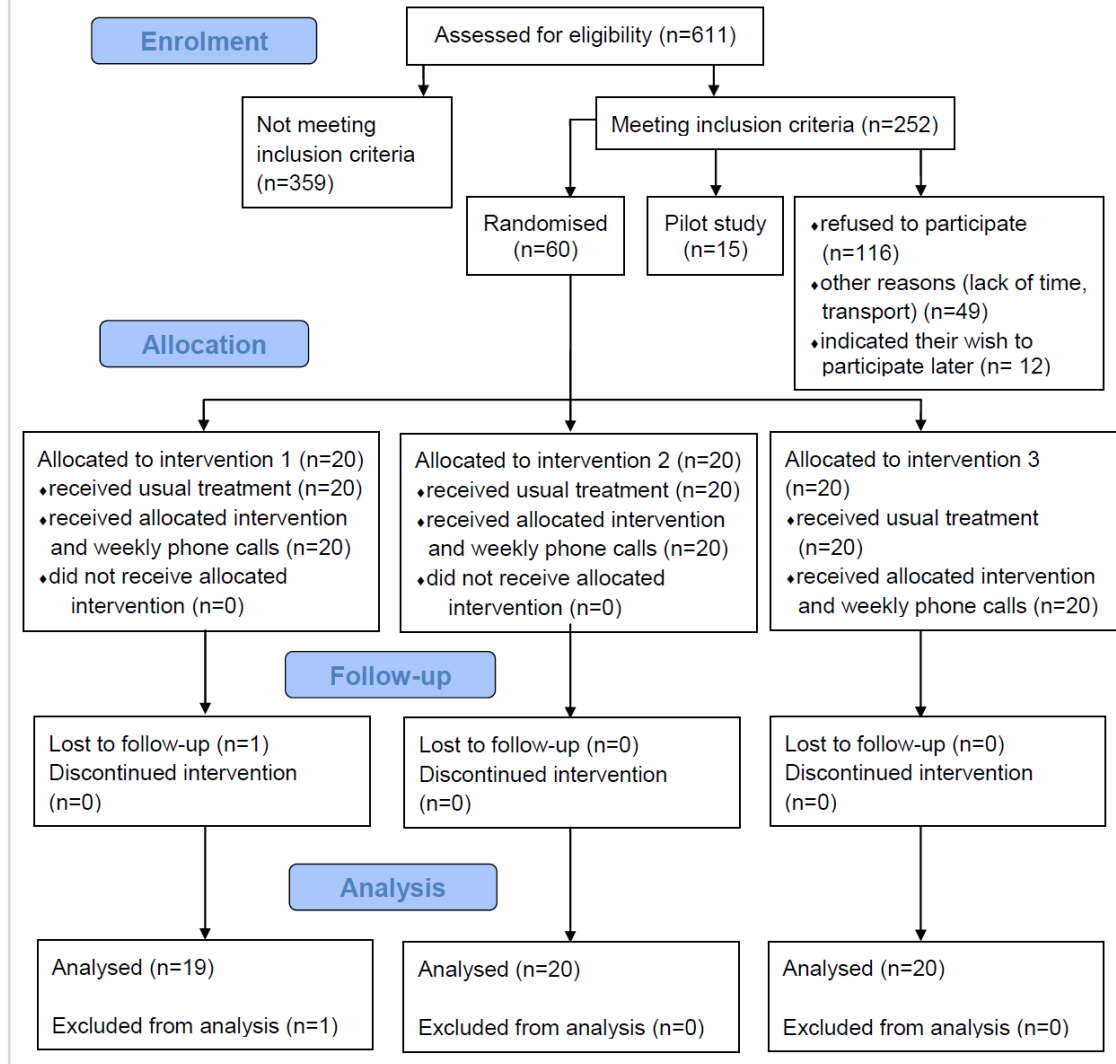 Enrolment
Assessed for eligibility (n=611)
Not meeting
inclusion criteria
(n=359)
Meeting inclusion criteria (n=252)
Randomised
(n=60)
Pilot study
(n=15)
♦refused to participate
(n=116)
♦other reasons (lack of time,
transport) (n=49)
♦indicated their wish to
participate later (n= 12)
Allocation
Allocated to intervention 1 (n=20)
♦received usual treatment (n=20)
♦received allocated intervention
and weekly phone calls (n=20)
♦did not receive allocated
intervention (n=0)
Allocated to intervention 2 (n=20)
♦received usual treatment (n=20)
♦received allocated intervention
and weekly phone calls (n=20)
♦did not receive allocated
intervention (n=0)
Allocated to intervention 3
(n=20)
♦received usual treatment
(n=20)
♦received allocated intervention
and weekly phone calls (n=20)
Follow-up
Lost to follow-up (n=1)
Discontinued intervention
(n=0)
Lost to follow-up (n=0)
Discontinued intervention
(n=0)
Lost to follow-up (n=0)
Discontinued intervention
(n=0)
Analysis
Analysed (n=19)
Excluded from analysis (n=1)
Analysed (n=20)
Excluded from analysis (n=0)
Analysed (n=20)
Excluded from analysis (n=0)